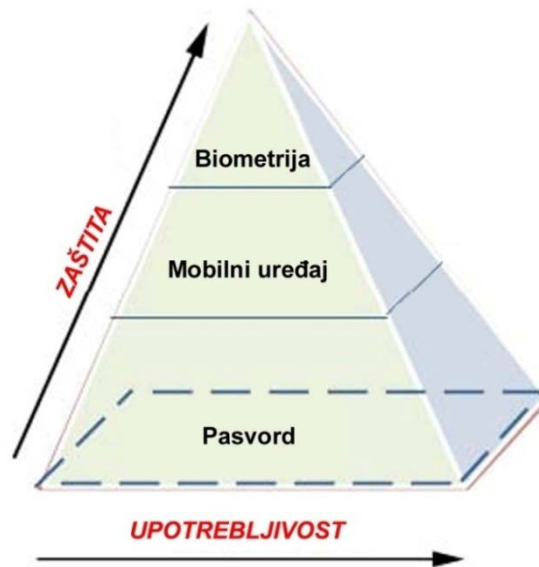 Biometrija
ZAŠTITA
Mobilni uređaj
Pasvord
UPOTREBLJIVOST